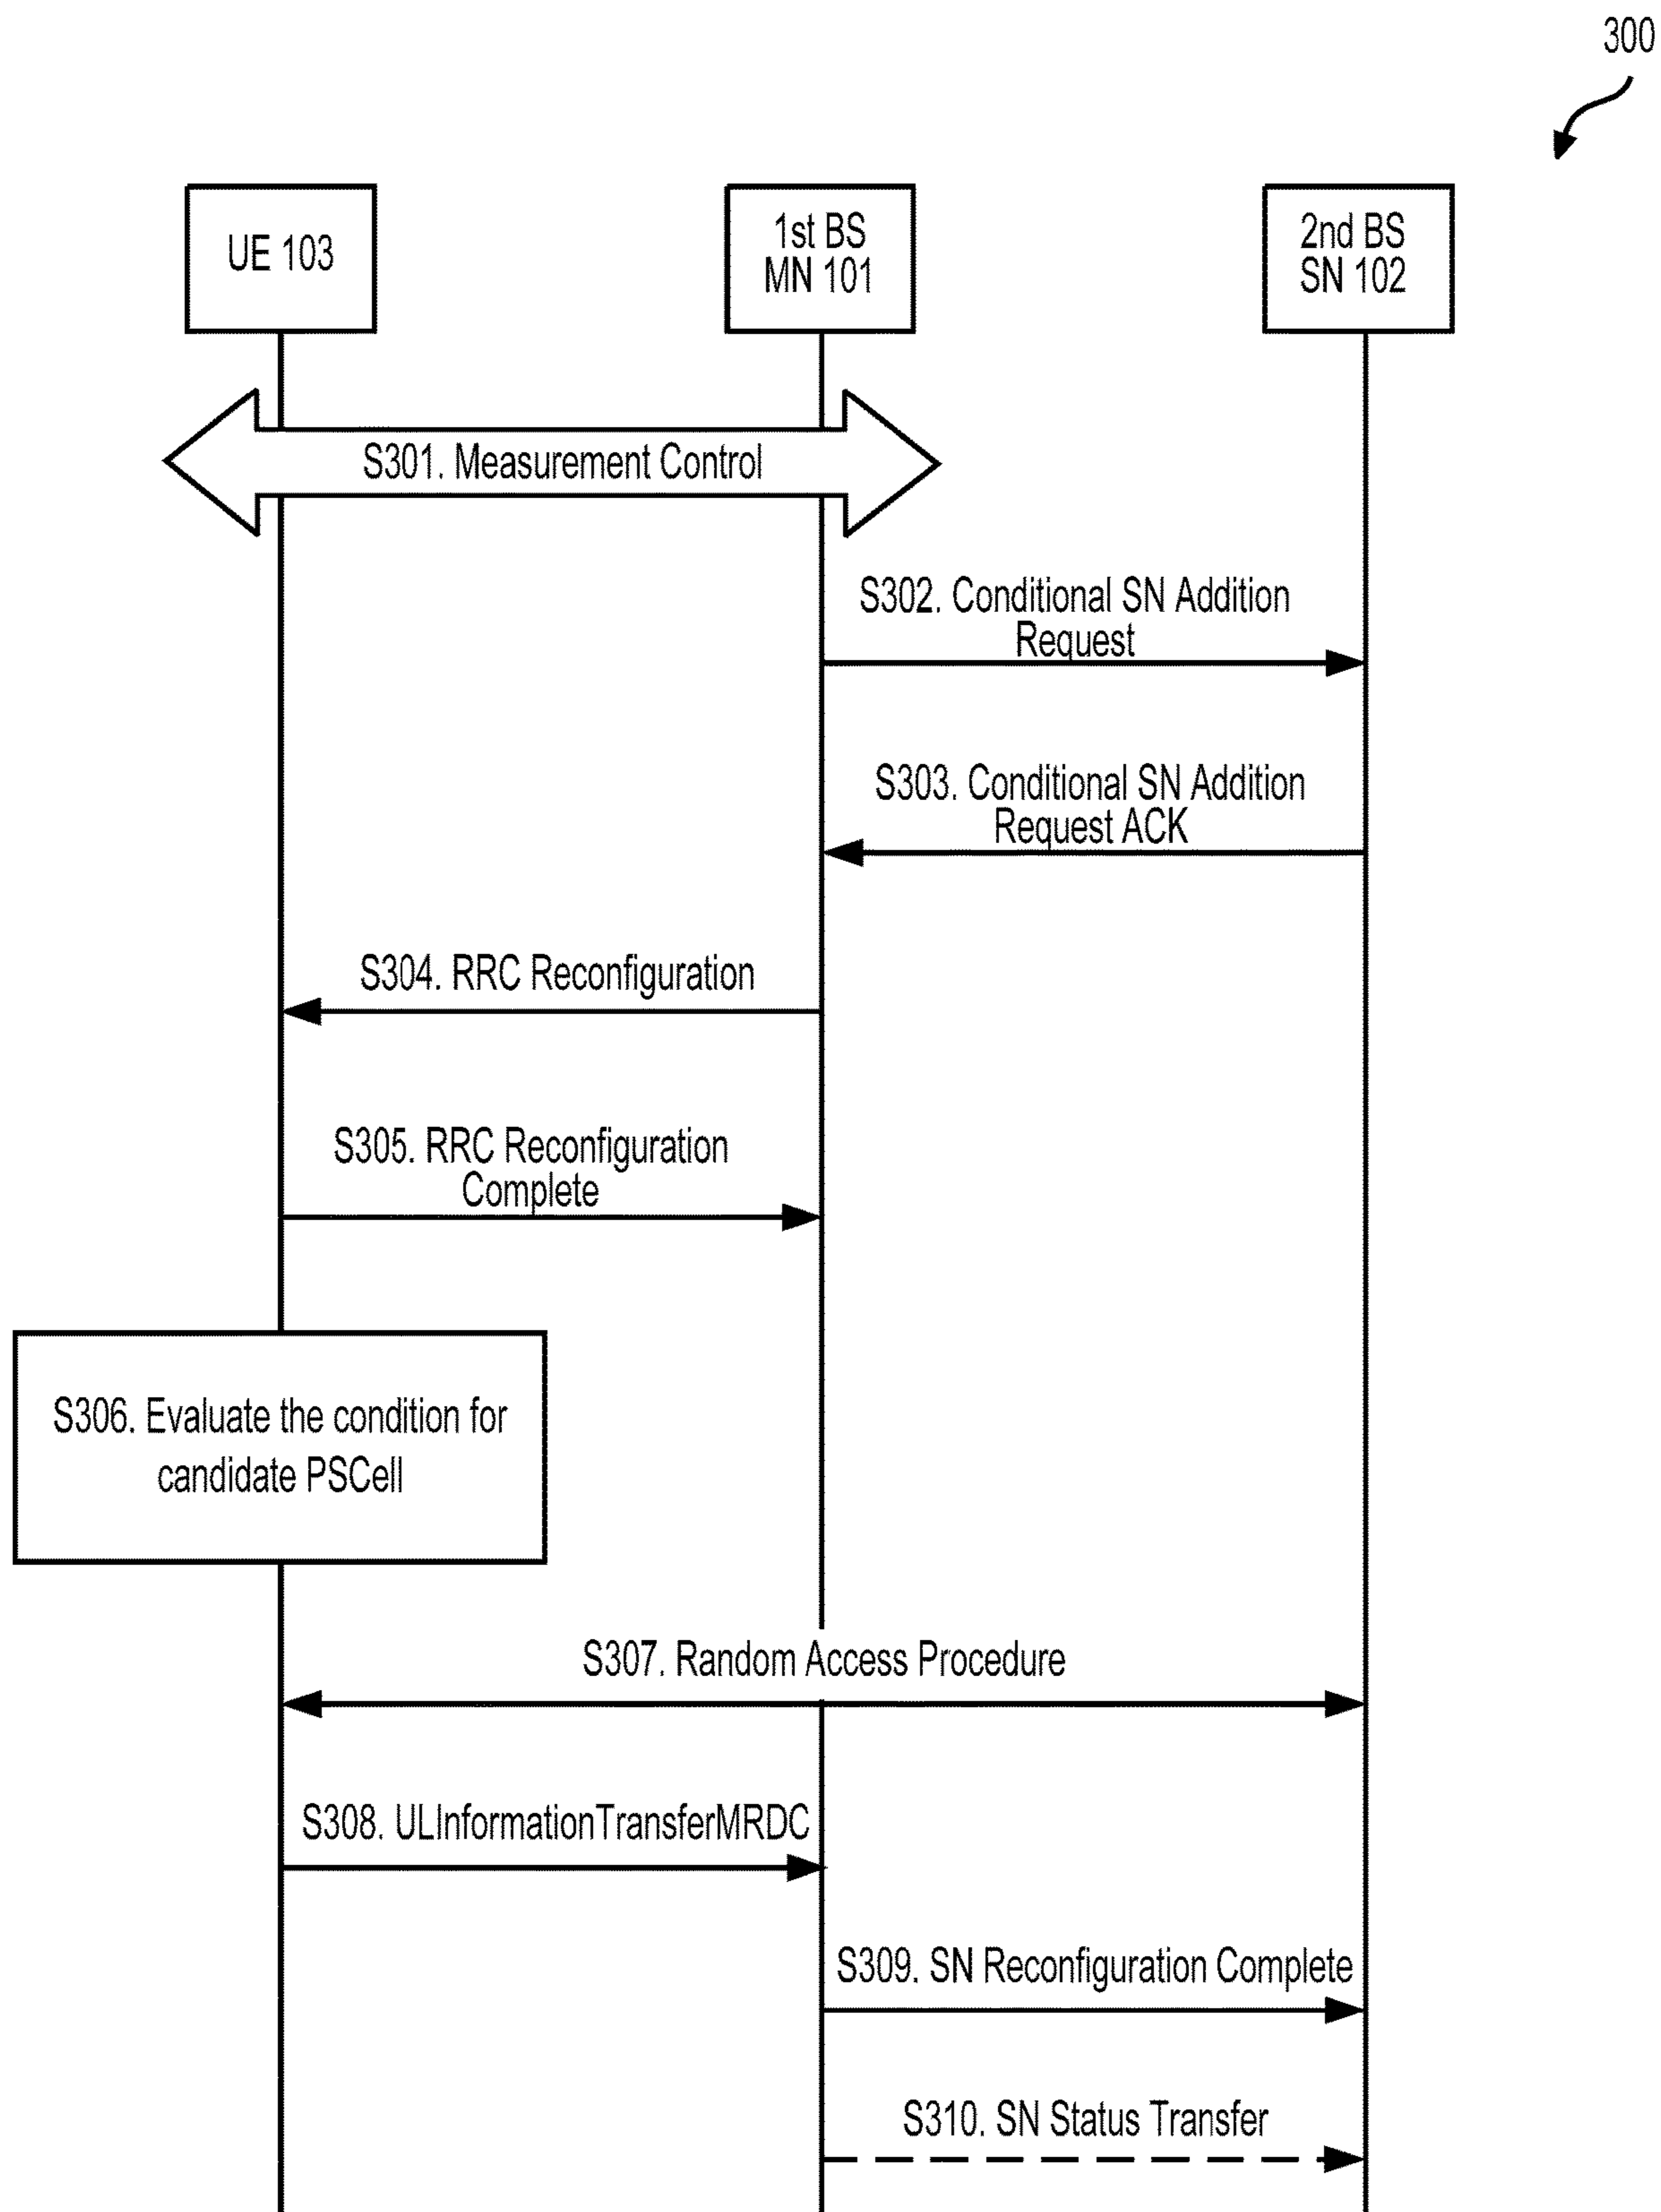 300
UE 103
1st BS
MN 101
2nd BS
SN 102
S301. Measurement Control
S302. Conditional SN Addition
Request
S303. Conditional SN Addition
Request ACK
S304. RRC Reconfiguration
S305. RRC Reconfiguration
Complete
S306. Evaluate the condition for
candidate PSCell
S307. Random Access Procedure
S308. ULInformationTransferMRDC
S309. SN Reconfiguration Complete
S310. SN Status Transfer